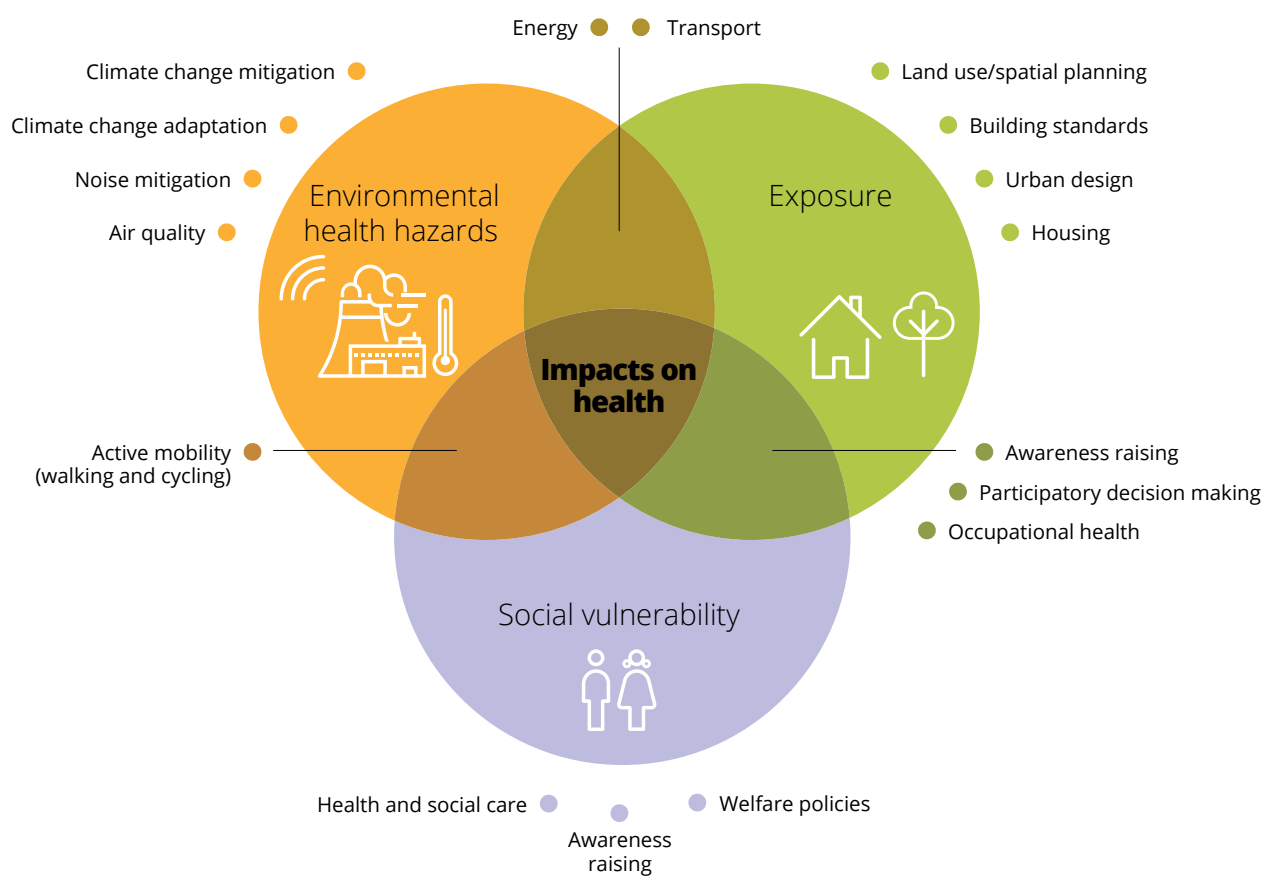 Energy
Transport
Climate change mitigation
Land use/spatial planning
Climate change adaptation
Building standards
Noise mitigation
Urban design
Air quality
Housing
Environmental
health hazards
Exposure
Impacts on
health
Active mobility
(walking and cycling)
Awareness raising
Participatory decision making
Occupational health
Social vulnerability
Health and social care
Awareness
raising
Welfare policies